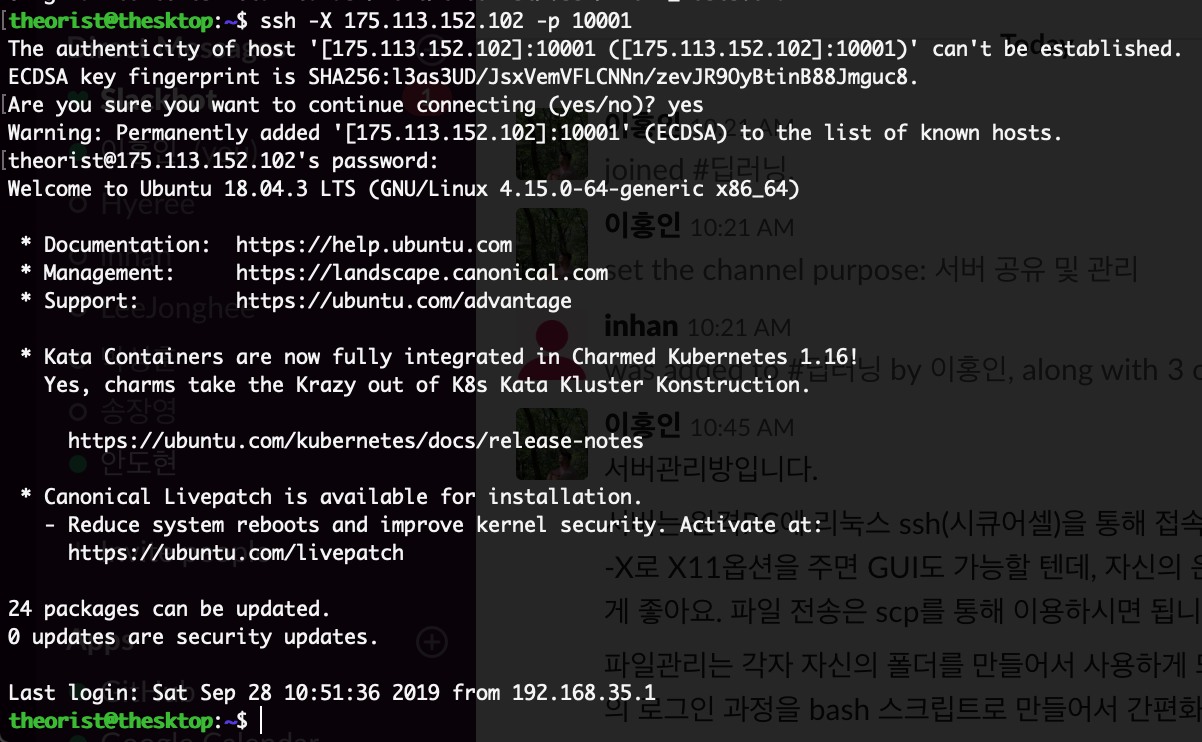 theorist@thesktop:~$ ssh -X 175.113.152.102 -p 10001
The authenticity of host '[175.113.152.102]:10001 ([175.113.152.102]:10001)' can't be established.
ECDSA key fingerprint is SHA256:l3as3UD/JsxVemVFLCNNn/zevJR9OyBtinB88Jmguc8.
Are you sure you want to continue connecting (yes/no)? yes
Warning: Permanently added '[175.113.152.102]:10001' (ECDSA) to the list of known hosts.
theorist@175.113.152.102's password:
Welcome to Ubuntu 18.04.3 LTS (GNU/Linux 4.15.0-64-generic x86_64)
* Documentation: https://help.ubuntu.com
* Management: https://landscape.canonical.com
* Support: https://ubuntu.com/advantage
* Kata Containers are now fully integrated in Charmed Kubernetes 1.16!
Yes, charms take the Krazy out of K8s Kata Kluster Konstruction.
https://ubuntu.com/kubernetes/docs/release-notes
* Canonical Livepatch is available for installation.
- Reduce system reboots and improve kernel security. Activate at:
https://ubuntu.com/livepatch
24 packages can be updated.
0 updates are security updates.
Last login: Sat Sep 28 10:51:36 2019 from 192.168.35.1
theorist@thesktop:~$
Today
Slackbot
1
Hyeree
inhan
LeeJonghee
송장영
안도현
Apps
GitHub
Google Calendar
이홍인 10:21 AM
joined #딥러닝.
이홍인 10:21 AM
set the channel purpose: 서버 공유 및 관리
inhan 10:21 AM
was added to #딥러닝 by 이홍인, along with 3
이홍인 10:45 AM
서버관리방입니다.
리눅스 ssh(시큐어셸)을 통해 접속
-X로 X11옵션을 주면 GUI도 가능할 텐데, 자신의
게 좋아요. 파일 전송은 scp를 통해 이용하시면 됩니
파일관리는 각자 자신의 폴더를 만들어서 사용하게
의 로그인 과정을 bash 스크립트로 만들어서 간편화